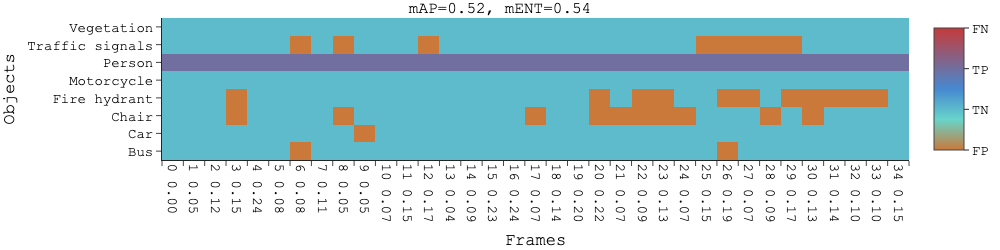 mAP=0.52, mENT=0.54
Objects
Vegetation
Traffic signals
Person
Motorcycle
Fire hydrant
Chair
Car
Bus
0 0.00
1 0.05
2 0.12
3 0.15
4 0.24
5 0.08
6 0.08
7 0.11
8 0.05
9 0.05
10 0.07
11 0.15
12 0.17
13 0.04
14 0.09
15 0.23
16 0.24
17 0.07
18 0.14
19 0.20
20 0.22
21 0.07
22 0.09
23 0.13
24 0.07
25 0.15
26 0.19
27 0.07
28 0.09
29 0.17
30 0.13
31 0.14
32 0.10
33 0.10
34 0.15
Frames
FN
TP
TN
FP